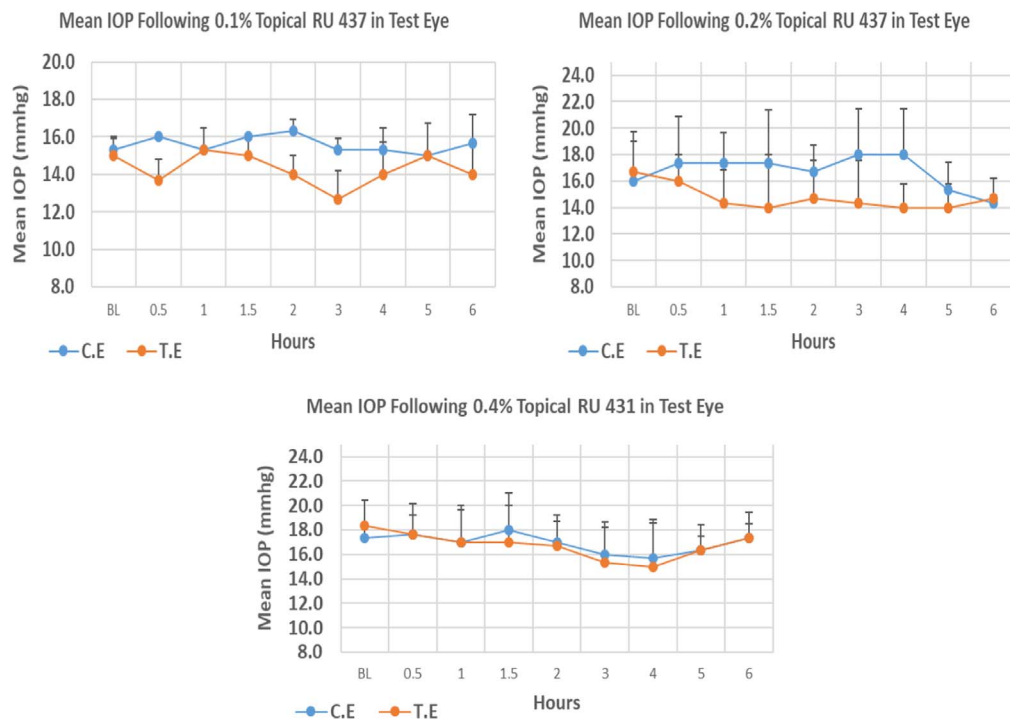 Mean IOP Following 0.1% Topical RU 437 in Test Eye
Mean IOP (mmhg)
20.0
18.0
16.0
14.0
12.0
10.0
8.0
BL 0.5 1 1.5 2 3 4 5 6
Hours
C.E T.E
Mean IOP Following 0.2% Topical RU 437 in Test Eye
Mean IOP (mmhg)
24.0
22.0
20.0
18.0
16.0
14.0
12.0
10.0
8.0
BL 0.5 1 1.5 2 3 4 5 6
Hours
C.E T.E
Mean IOP Following 0.4% Topical RU 431 in Test Eye
Mean IOP (mmhg)
24.0
22.0
20.0
18.0
16.0
14.0
12.0
10.0
8.0
BL 0.5 1 1.5 2 3 4 5 6
Hours
C.E T.E